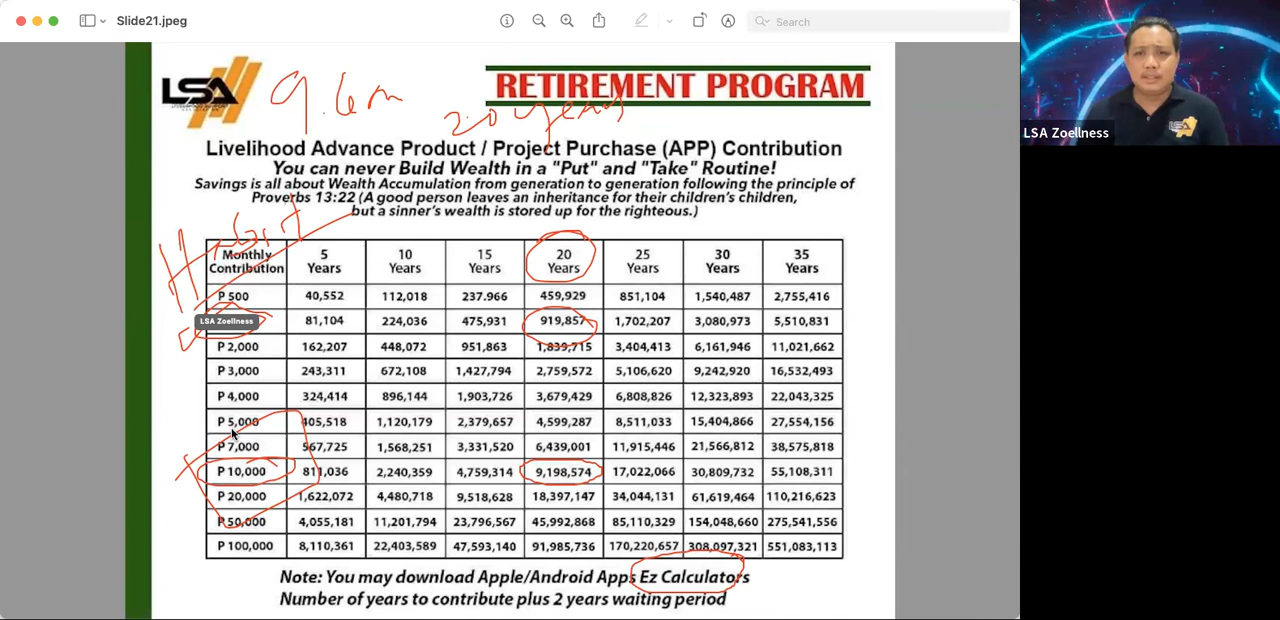 Slide21.jpeg
Search
LSA
RETIREMENT PROGRAM
9.6m
20 years
Livelihood Advance Product / Project Purchase (APP) Contribution
You can never Build Wealth in a "Put" and "Take" Routine!
Savings is all about Wealth Accumulation from generation to generation following the principle of
Proverbs 13:22 (A good person leaves an inheritance for their children's children,
but a sinner's wealth is stored up for the righteous.)
Habit
Monthly Contribution 5 Years 10 Years 15 Years 20 Years 25 Years 30 Years 35 Years
P 500 40,552 112,018 237.966 459,929 851,104 1,540,487 2,755,416
LSA Zoellness 81,104 224,036 475,931 919,857 1,702,207 3,080,973 5,510,831
P 2,000 162,207 448,072 951,863 1,839,715 3,404,413 6,161,946 11,021,662
P 3,000 243,311 672,108 1,427,794 2,759,572 5,106,620 9,242,920 16,532,493
P 4,000 324,414 896,144 1,903,726 3,679,429 6,808,826 12,323,893 22,043,325
P 5,000 405,518 1,120,179 2,379,657 4,599,287 8,511,033 15,404,866 27,554,156
P 7,000 567,725 1,568,251 3,331,520 6,439,001 11,915,446 21,566,812 38,575,818
P 10,000 811,036 2,240,359 4,759,314 9,198,574 17,022,066 30,809,732 55,108,311
P 20,000 1,622,072 4,480,718 9,518,628 18,397,147 34,044,131 61,619,464 110,216,623
P 50,000 4,055,181 11,201,794 23,796,567 45,992,868 85,110,329 154,048,660 275,541,556
P 100,000 8,110,361 22,403,589 47,593,140 91,985,736 170,220,657 308,097,321 551,083,113
Note: You may download Apple/Android Apps Ez Calculators
Number of years to contribute plus 2 years waiting period
LSA Zoellness
LSA